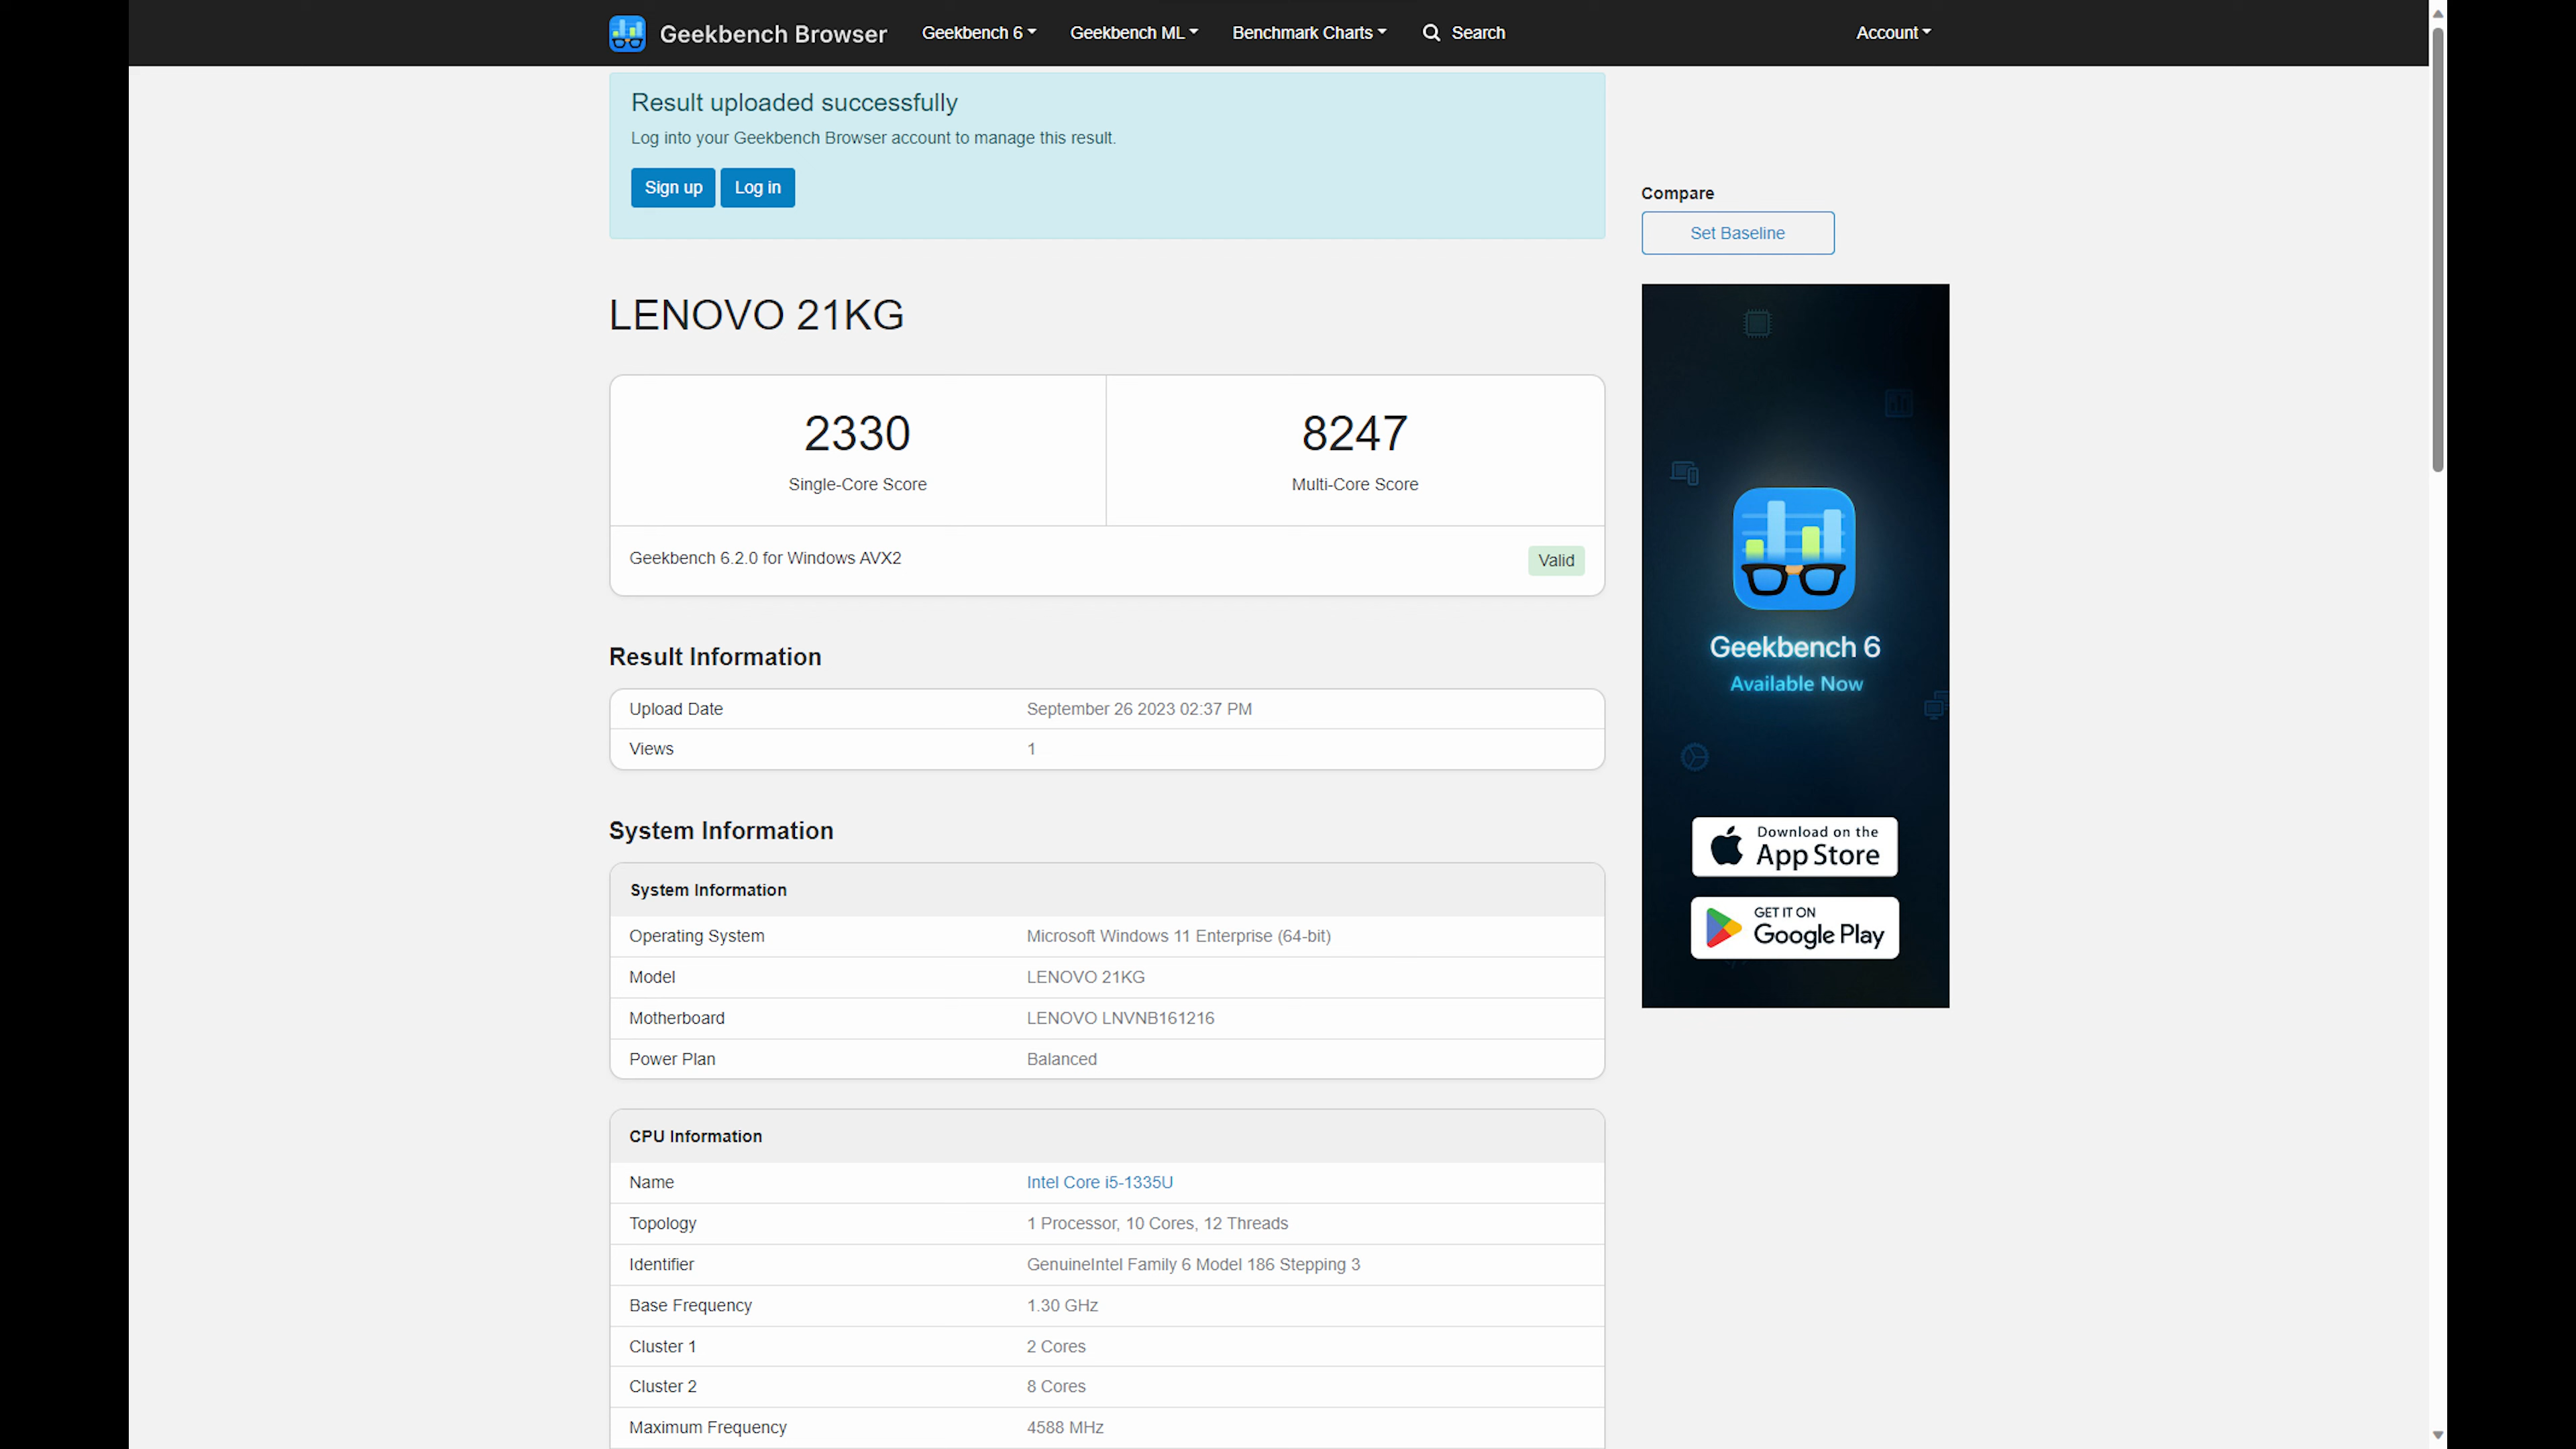 Geekbench Browser
Geekbench 6
Geekbench ML
Benchmark Charts
Search
Account
Result uploaded successfully
Log into your Geekbench Browser account to manage this result.
Sign up
Log in
Compare
Set Baseline
LENOVO 21KG
2330
Single-Core Score
8247
Multi-Core Score
Geekbench 6.2.0 for Windows AVX2
Valid
Result Information
Upload Date September 26 2023 02:37 PM
Views 1
System Information
System Information
Operating System Microsoft Windows 11 Enterprise (64-bit)
Model LENOVO 21KG
Motherboard LENOVO LNVNB161216
Power Plan Balanced
CPU Information
Name Intel Core i5-1335U
Topology 1 Processor, 10 Cores, 12 Threads
Identifier GenuineIntel Family 6 Model 186 Stepping 3
Base Frequency 1.30 GHz
Cluster 1 2 Cores
Cluster 2 8 Cores
Maximum Frequency 4588 MHz
Geekbench 6
Available Now
Download on the
App Store
GET IT ON
Google Play